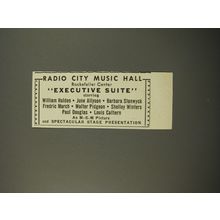 RADIO CITY MUSIC HALL
Rockefeller Center
"EXECUTIVE SUITE"
starring
William Holden • June Allyson • Barbara Stanwyck
Fredric March • Walter Pidgeon • Shelley Winters
Paul Douglas • Louis Calhern
An M-G-M Picture
and SPECTACULAR STAGE PRESENTATION